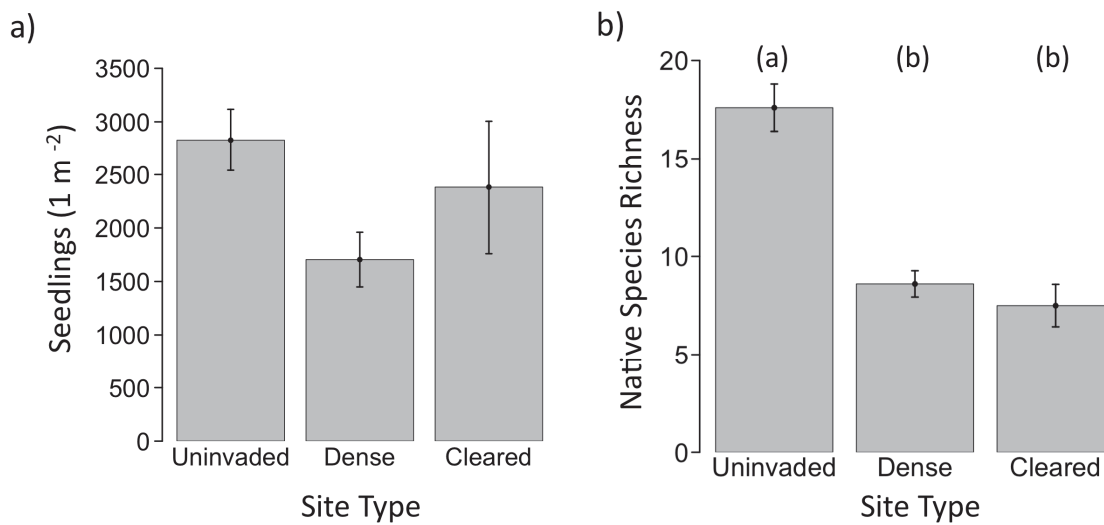 a)
3500
3000
2500
2000
1500
1000
500
0
Seedlings (1 m -2)
Uninvaded Dense Cleared
Site Type
b)
(a) (b) (b)
20
15
10
5
0
Native Species Richness
Uninvaded Dense Cleared
Site Type